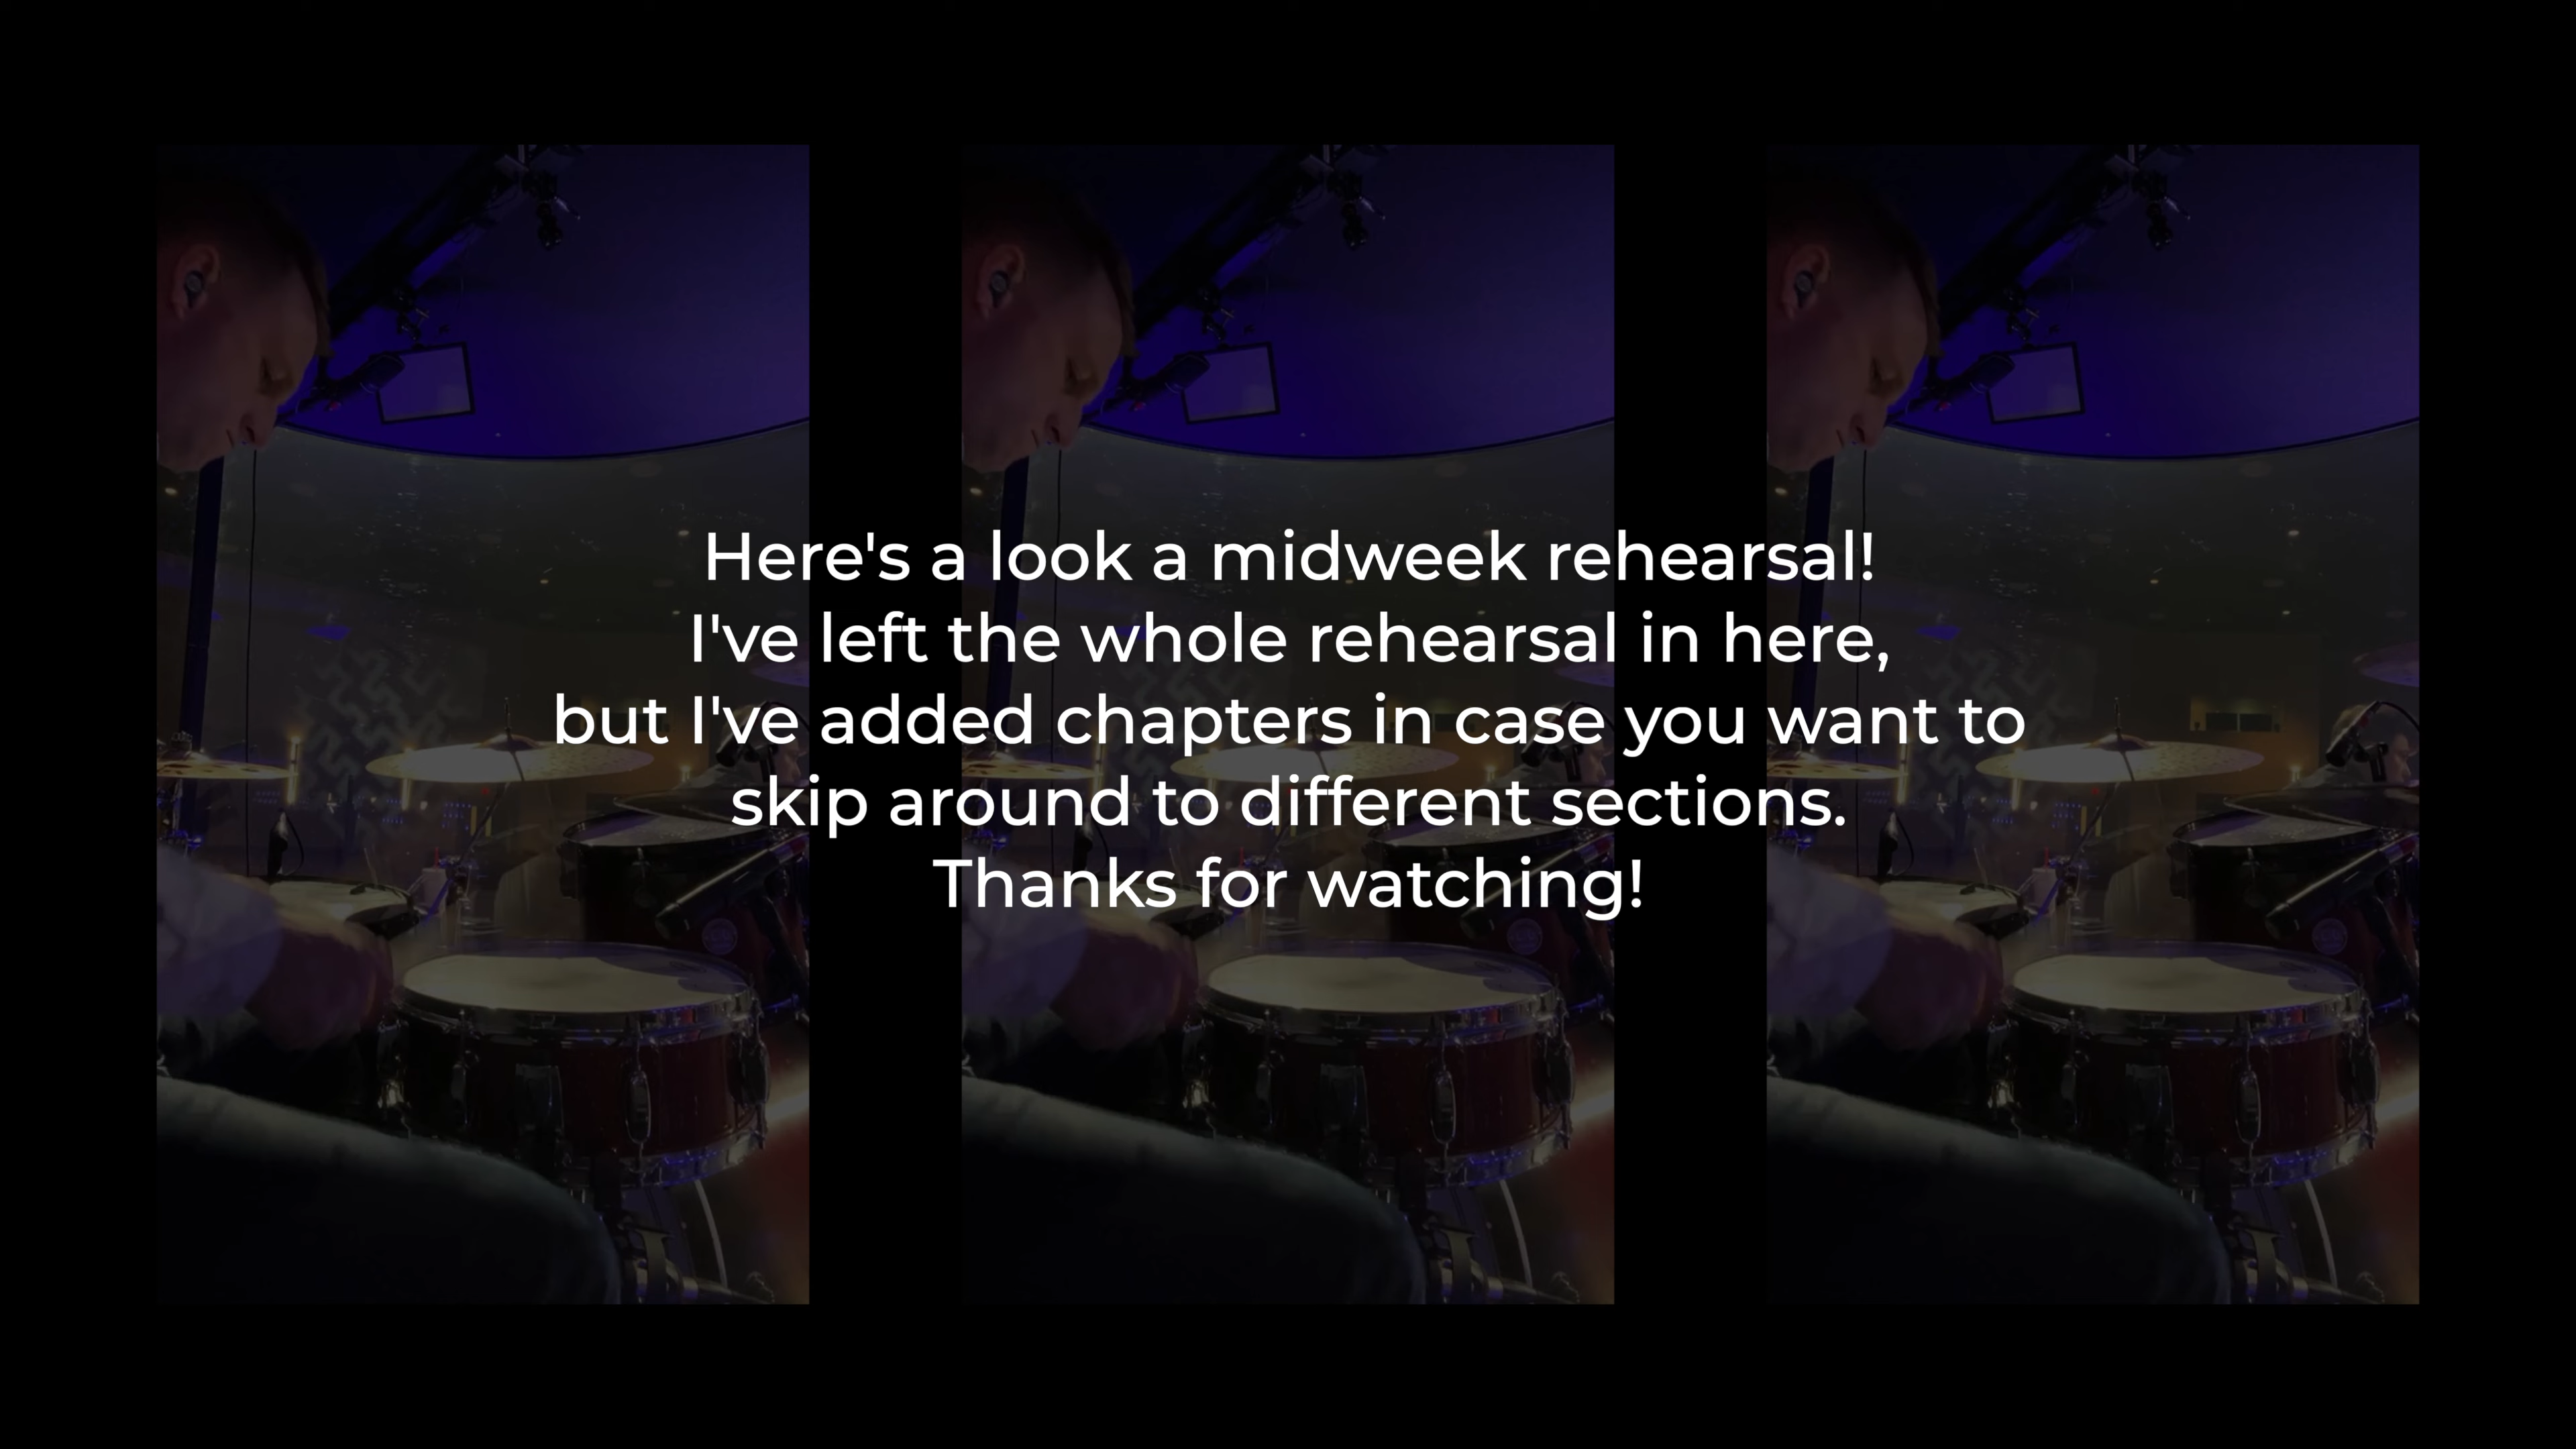 Here's a look a midweek rehearsal!
I've left the whole rehearsal in here,
but I've added chapters in case you want to
skip around to different sections.
Thanks for watching!